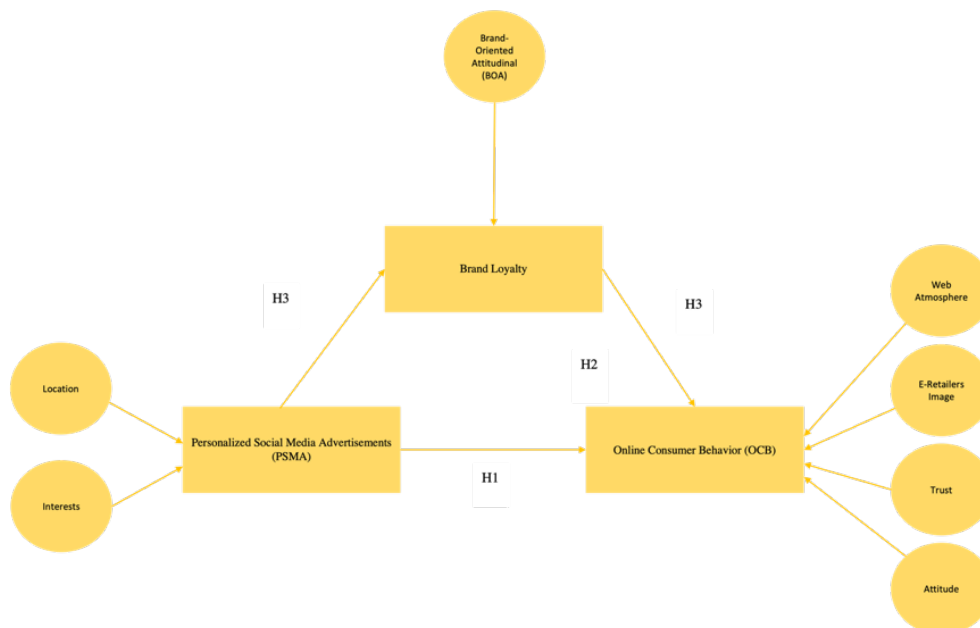 Brand-
Oriented
Attitudinal
(BOA)
Brand Loyalty
Web
Atmosphere
H3
H3
H2
E-Retailers
Image
Location
Personalized Social Media Advertisements
(PSMA)
Online Consumer Behavior (OCB)
H1
Interests
Trust
Attitude